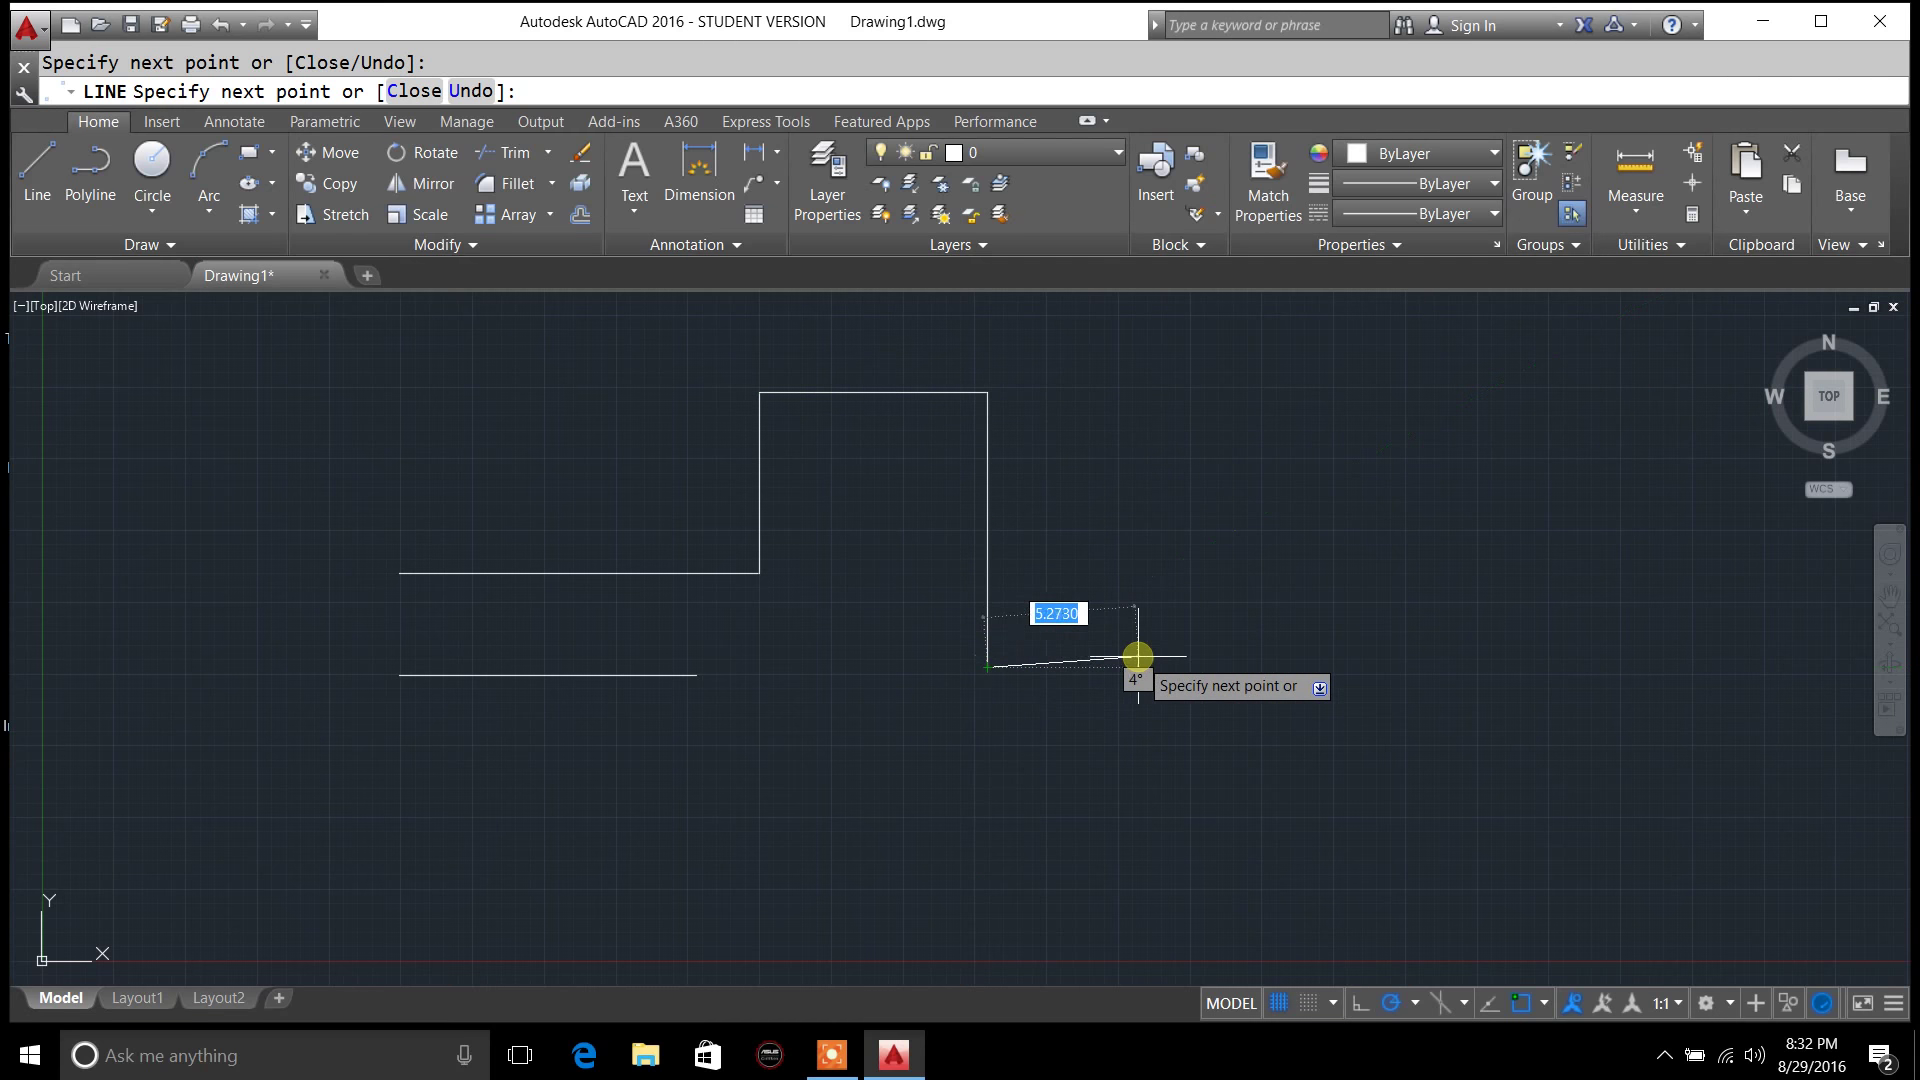 Autodesk AutoCAD 2016 - STUDENT VERSION Drawing1.dwg
Type a keyword or phrase
Sign In
Specify next point or [Close/Undo]:
LINE Specify next point or [Close Undo]:
Home Insert Annotate Parametric View Manage Output Add-ins A360 Express Tools Featured Apps Performance
Line Polyline Circle Arc
Draw
Move Rotate Trim
Copy Mirror Fillet
Stretch Scale Array
Modify
Text Dimension
Annotation
Layer Properties
0
Layers
Insert
Block
Match Properties
ByLayer
ByLayer
ByLayer
Properties
Group
Groups
Measure
Utilities
Paste
Clipboard
Base
View
Start Drawing1*
[−][Top][2D Wireframe]
N
W TOP E
S
WCS
5.2730
4°
Specify next point or
Y
X
Model Layout1 Layout2
MODEL
1:1
Ask me anything
8:32 PM
8/29/2016
2